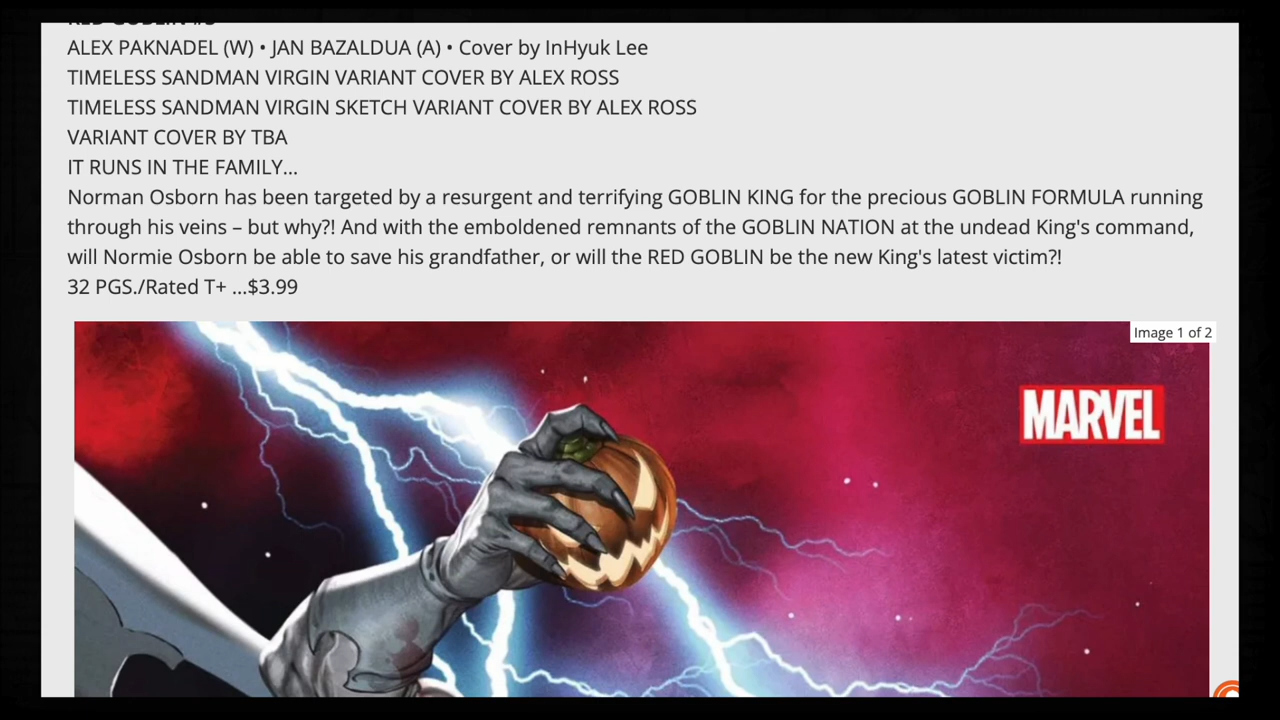 RED GOBLIN #5
ALEX PAKNADEL (W) • JAN BAZALDUA (A) • Cover by InHyuk Lee
TIMELESS SANDMAN VIRGIN VARIANT COVER BY ALEX ROSS
TIMELESS SANDMAN VIRGIN SKETCH VARIANT COVER BY ALEX ROSS
VARIANT COVER BY TBA
IT RUNS IN THE FAMILY…
Norman Osborn has been targeted by a resurgent and terrifying GOBLIN KING for the precious GOBLIN FORMULA running
through his veins – but why?! And with the emboldened remnants of the GOBLIN NATION at the undead King's command,
will Normie Osborn be able to save his grandfather, or will the RED GOBLIN be the new King's latest victim?!
32 PGS./Rated T+ …$3.99
Image 1 of 2
MARVEL